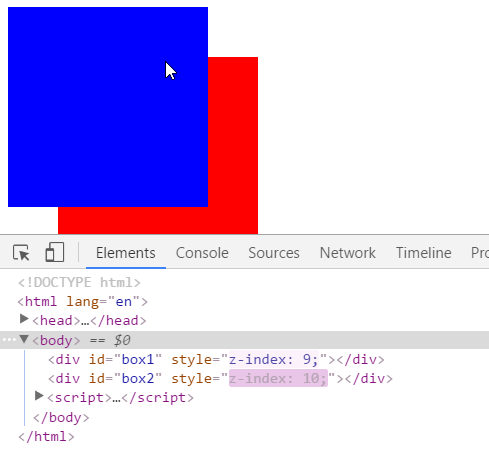 Elements Console Sources Network Timeline Pro
<!DOCTYPE html>
<html lang="en">
<head>…</head>
<body> == $0
<div id="box1" style="z-index: 9;"></div>
<div id="box2" style="z-index: 10;"></div>
<script>…</script>
</body>
</html>